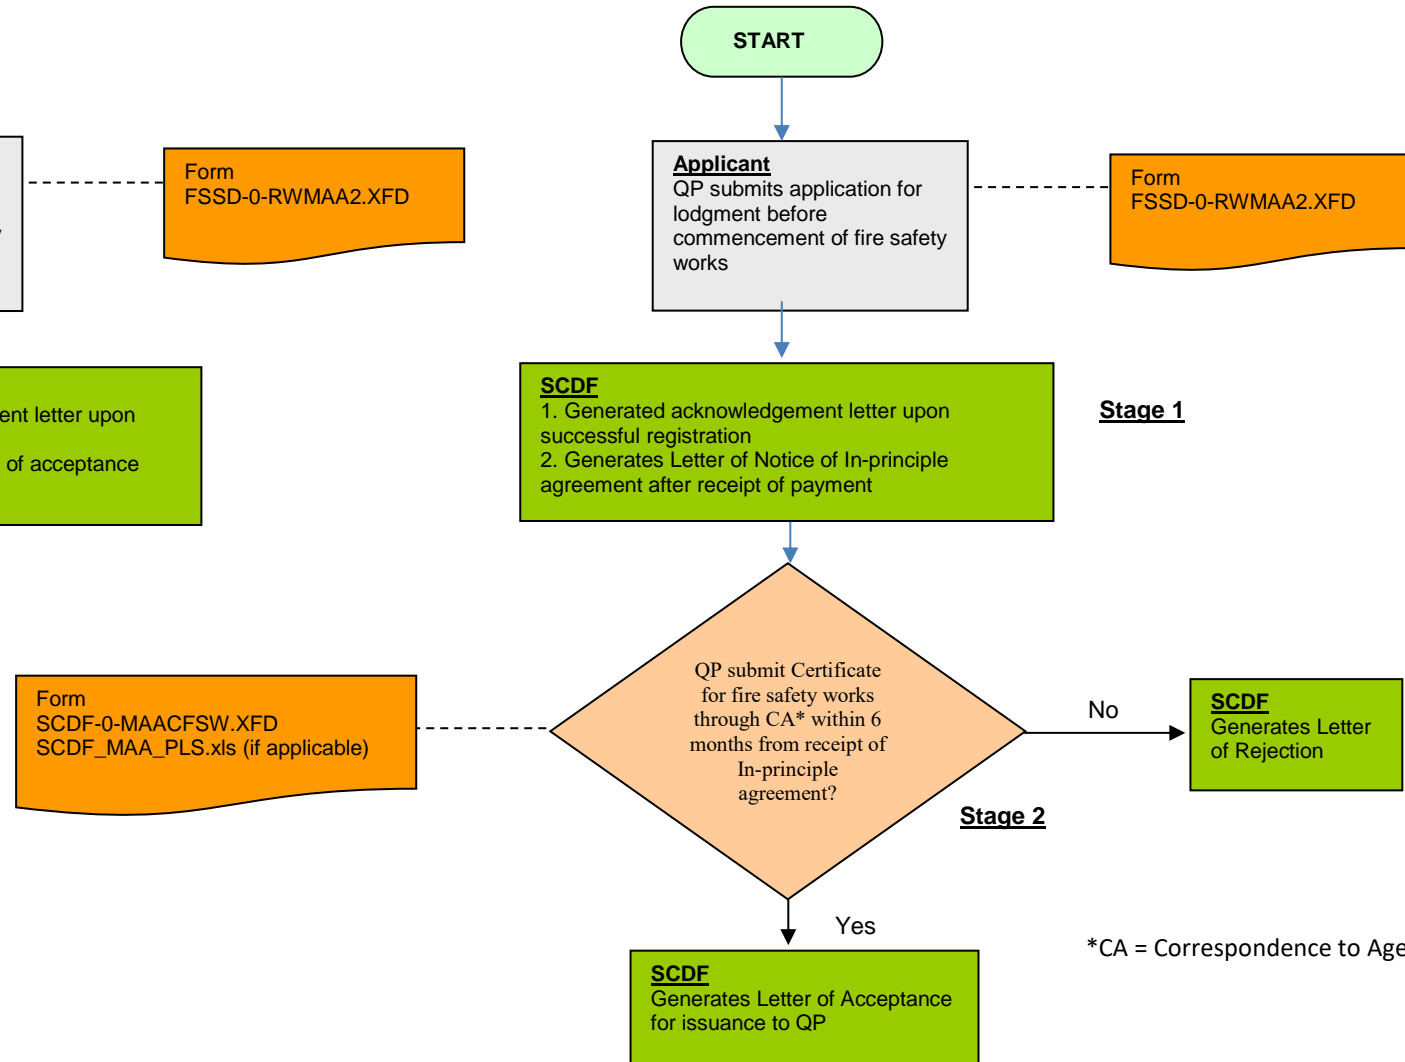 START
Form
FSSD-0-RWMAA2.XFD
Applicant
QP submits application for
lodgment before
commencement of fire safety
works
Form
FSSD-0-RWMAA2.XFD
letter upon
of acceptance
SCDF
1. Generated acknowledgement letter upon
successful registration
2. Generates Letter of Notice of In-principle
agreement after receipt of payment
Stage 1
Form
SCDF-0-MAACFSW.XFD
SCDF_MAA_PLS.xls (if applicable)
QP submit Certificate
for fire safety works
through CA* within 6
months from receipt of
In-principle
agreement?
No
SCDF
Generates Letter
of Rejection
Stage 2
Yes
*CA = Correspondence to
SCDF
Generates Letter of Acceptance
for issuance to QP